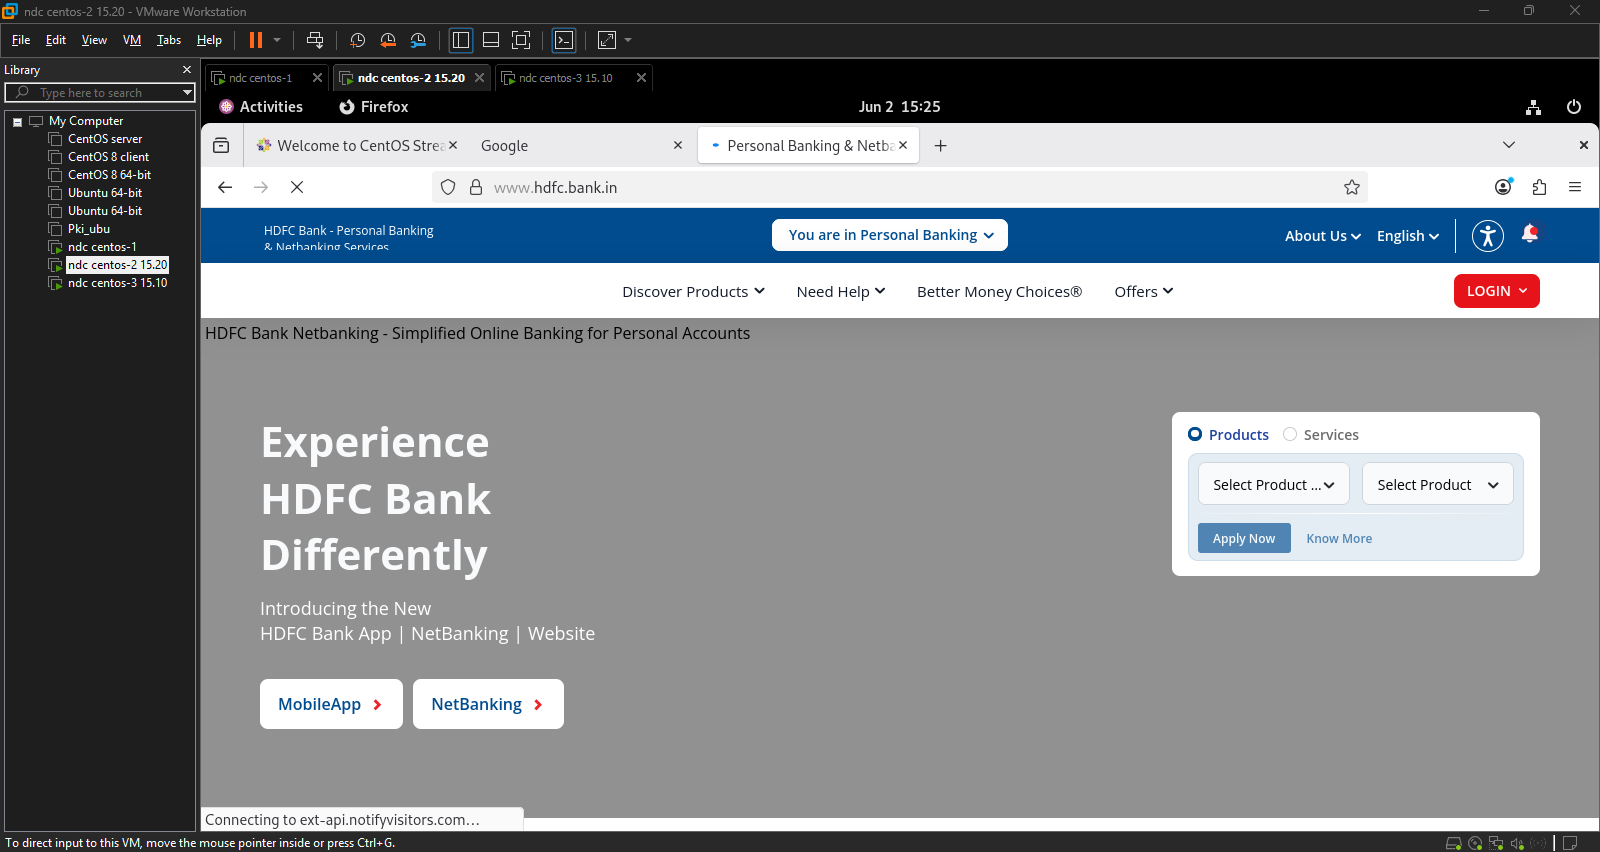 ndc centos-2 15.20 - VMware Workstation
File Edit View VM Tabs Help
Library
Type here to search
My Computer
CentOS server
CentOS 8 client
CentOS 8 64-bit
Ubuntu 64-bit
Ubuntu 64-bit
Pki_ubu
ndc centos-1
ndc centos-2 15.20
ndc centos-3 15.10
ndc centos-1 ndc centos-2 15.20 ndc centos-3 15.10
Activities Firefox Jun 2 15:25
Welcome to CentOS Strea Google Personal Banking & Netba
www.hdfc.bank.in
HDFC Bank - Personal Banking
& Netbanking Services
You are in Personal Banking
About Us English
Discover Products Need Help Better Money Choices® Offers LOGIN
HDFC Bank Netbanking - Simplified Online Banking for Personal Accounts
Experience
HDFC Bank
Differently
Introducing the New
HDFC Bank App | NetBanking | Website
MobileApp NetBanking
Products Services
Select Product ... Select Product
Apply Now Know More
Connecting to ext-api.notifyvisitors.com…
To direct input to this VM, move the mouse pointer inside or press Ctrl+G.